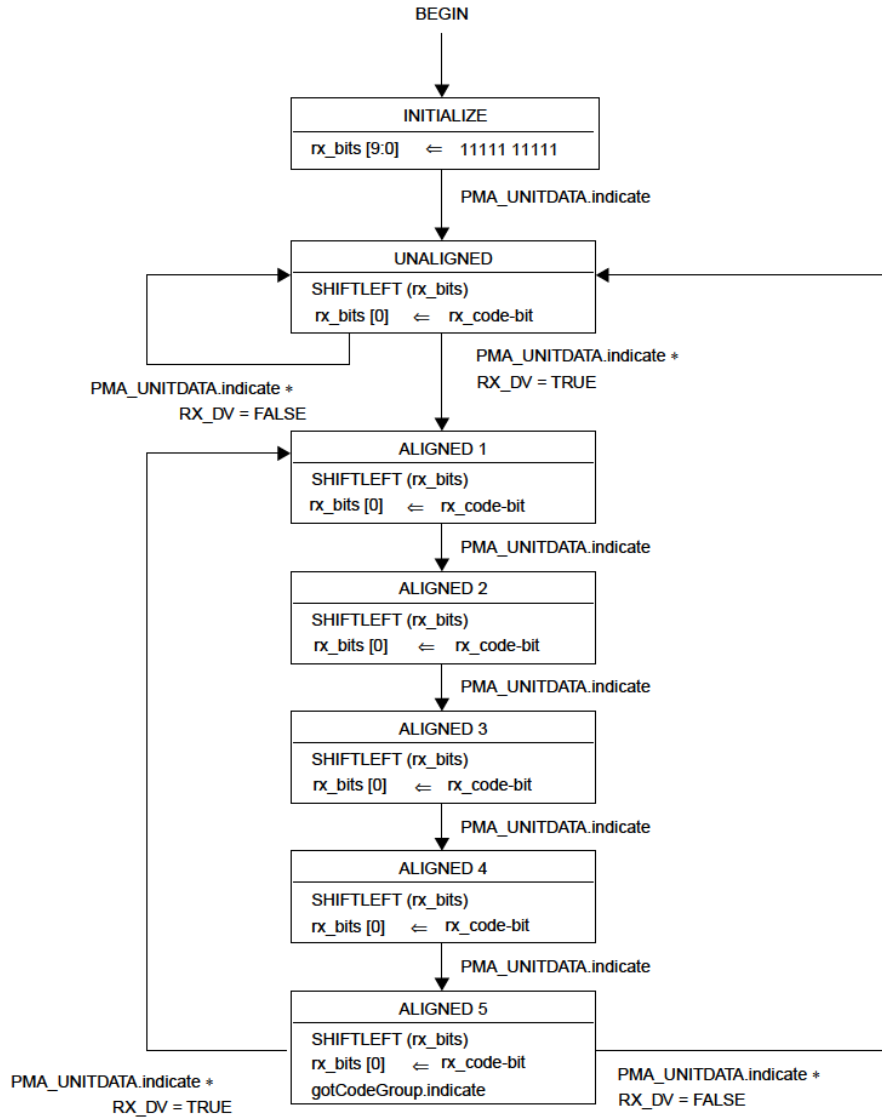 BEGIN
INITIALIZE
rx_bits [9:0] ⇐ 11111 11111
PMA_UNITDATA.indicate
UNALIGNED
SHIFTLEFT (rx_bits)
rx_bits [0] ⇐ rx_code-bit
PMA_UNITDATA.indicate *
RX_DV = TRUE
PMA_UNITDATA.indicate *
RX_DV = FALSE
ALIGNED 1
SHIFTLEFT (rx_bits)
rx_bits [0] ⇐ rx_code-bit
PMA_UNITDATA.indicate
ALIGNED 2
SHIFTLEFT (rx_bits)
rx_bits [0] ⇐ rx_code-bit
PMA_UNITDATA.indicate
ALIGNED 3
SHIFTLEFT (rx_bits)
rx_bits [0] ⇐ rx_code-bit
PMA_UNITDATA.indicate
ALIGNED 4
SHIFTLEFT (rx_bits)
rx_bits [0] ⇐ rx_code-bit
PMA_UNITDATA.indicate
ALIGNED 5
SHIFTLEFT (rx_bits)
rx_bits [0] ⇐ rx_code-bit
gotCodeGroup.indicate
PMA_UNITDATA.indicate *
RX_DV = TRUE
PMA_UNITDATA.indicate *
RX_DV = FALSE